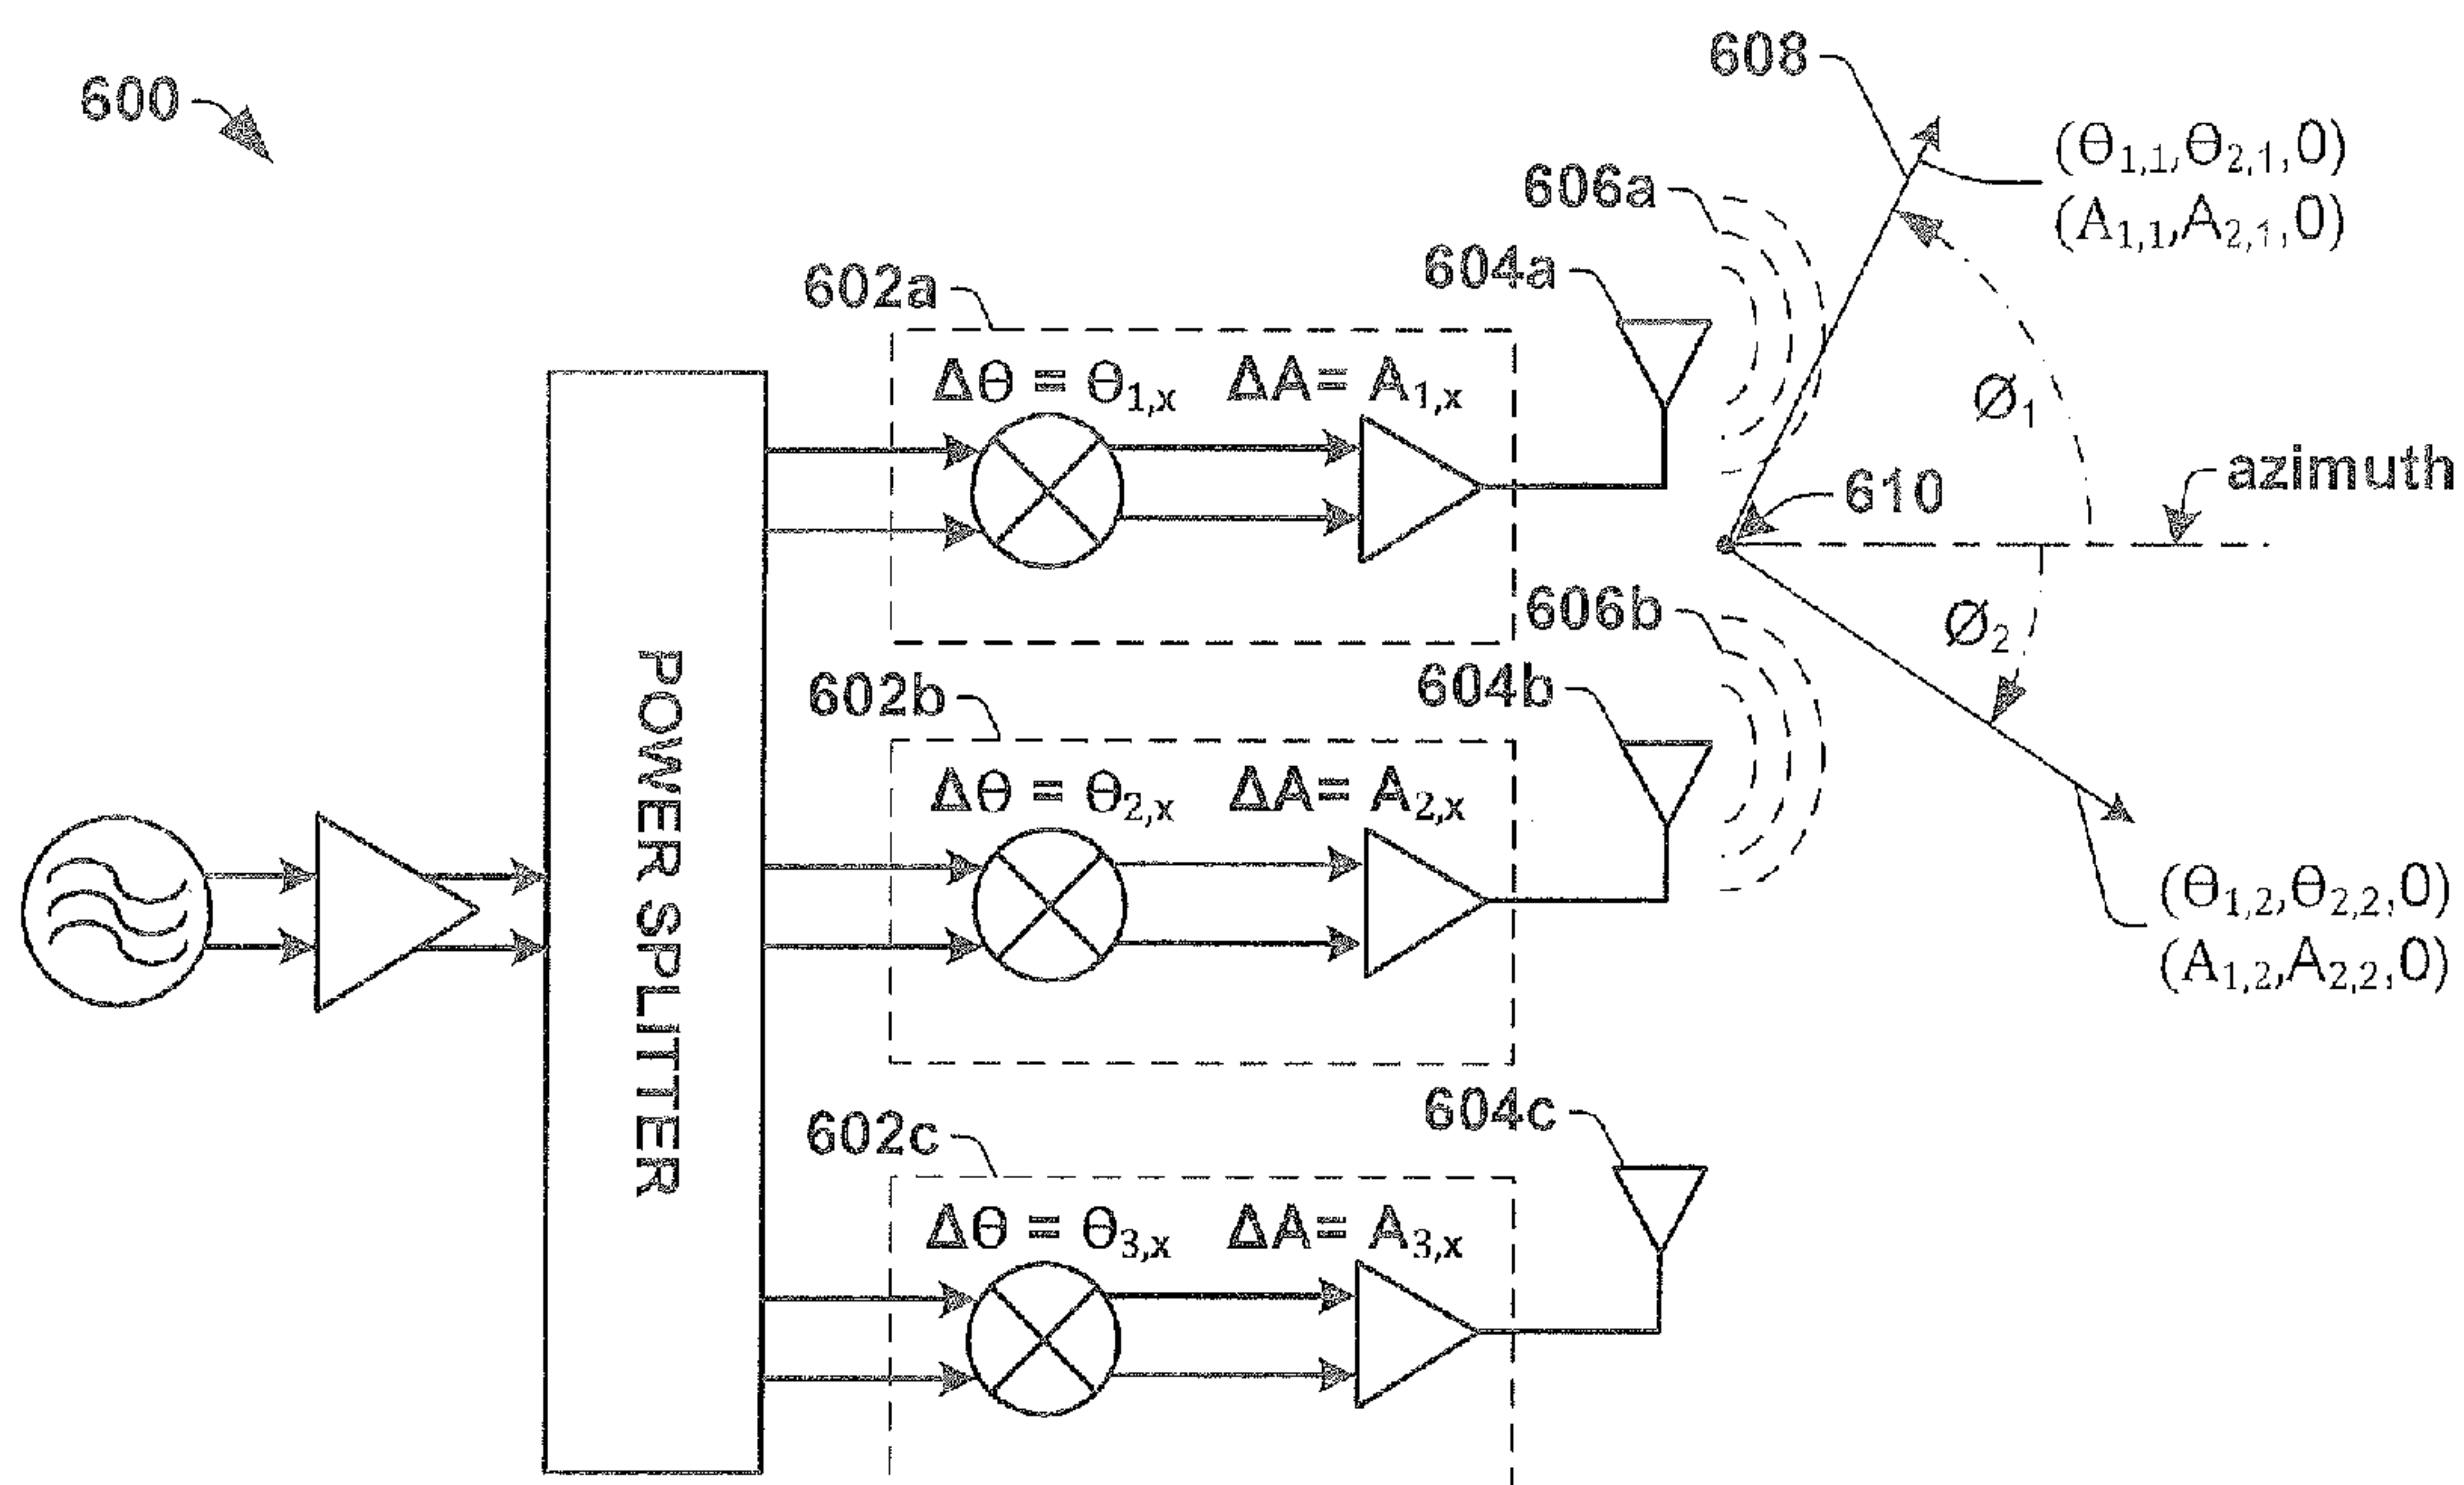 600
608
(Θ1,1,Θ2,1,0)
(A1,1,A2,1,0)
606a
604a
602a
Δθ = Θ1,x ΔA= A1,x
Ø1
azimuth
610
606b
Ø2
POWER SPLITTER
602b
604b
Δθ = Θ2,x ΔA= A2,x
(Θ1,2,Θ2,2,0)
(A1,2,A2,2,0)
602c
604c
Δθ = Θ3,x ΔA= A3,x